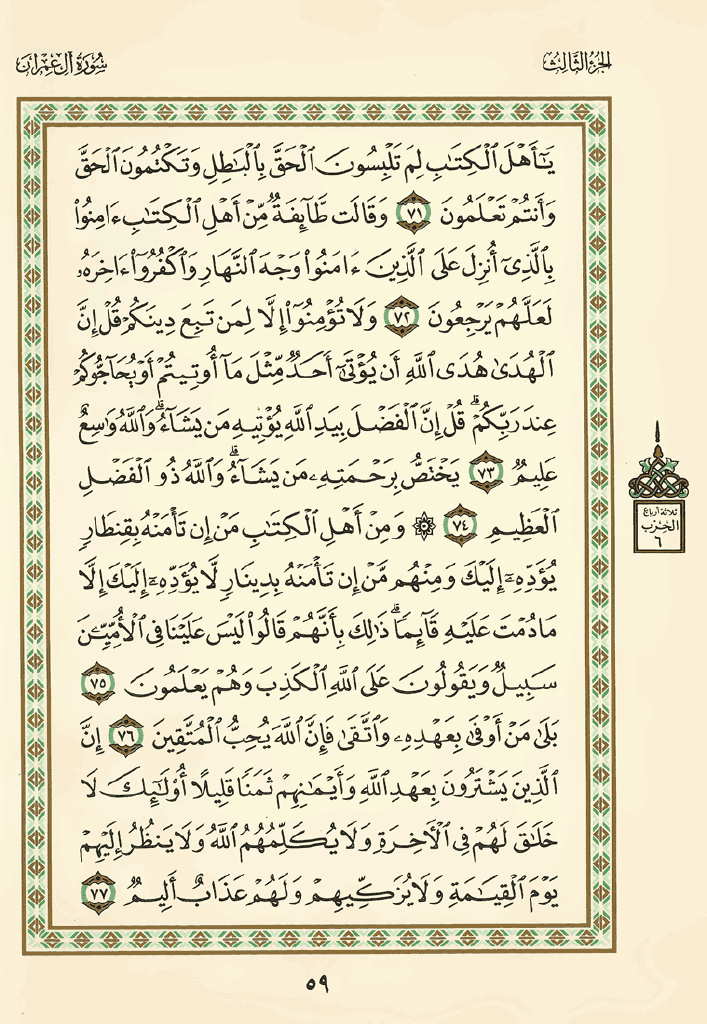 الجزء الثالث
سورة آل عمران
يَٰٓأَهۡلَ ٱلۡكِتَٰبِ لِمَ تَلۡبِسُونَ ٱلۡحَقَّ بِٱلۡبَٰطِلِ وَتَكۡتُمُونَ ٱلۡحَقَّ
وَأَنتُمۡ تَعۡلَمُونَ ٧١ وَقَالَت طَّآئِفَةٞ مِّنۡ أَهۡلِ ٱلۡكِتَٰبِ ءَامِنُواْ
بِٱلَّذِيٓ أُنزِلَ عَلَى ٱلَّذِينَ ءَامَنُواْ وَجۡهَ ٱلنَّهَارِ وَٱكۡفُرُوٓاْ ءَاخِرَهُۥ
لَعَلَّهُمۡ يَرۡجِعُونَ ٧٢ وَلَا تُؤۡمِنُوٓاْ إِلَّا لِمَن تَبِعَ دِينَكُمۡ قُلۡ إِنَّ
ٱلۡهُدَىٰ هُدَى ٱللَّهِ أَن يُؤۡتَىٰٓ أَحَدٞ مِّثۡلَ مَآ أُوتِيتُمۡ أَوۡ يُحَآجُّوكُمۡ
عِندَ رَبِّكُمۡۗ قُلۡ إِنَّ ٱلۡفَضۡلَ بِيَدِ ٱللَّهِ يُؤۡتِيهِ مَن يَشَآءُۗ وَٱللَّهُ وَٰسِعٌ
عَلِيمٞ ٧٣ يَخۡتَصُّ بِرَحۡمَتِهِۦ مَن يَشَآءُۗ وَٱللَّهُ ذُو ٱلۡفَضۡلِ
ٱلۡعَظِيمِ ٧٤ ۞ وَمِنۡ أَهۡلِ ٱلۡكِتَٰبِ مَنۡ إِن تَأۡمَنۡهُ بِقِنطَارٖ
يُؤَدِّهِۦٓ إِلَيۡكَ وَمِنۡهُم مَّنۡ إِن تَأۡمَنۡهُ بِدِينَارٖ لَّا يُؤَدِّهِۦٓ إِلَيۡكَ إِلَّا
مَا دُمۡتَ عَلَيۡهِ قَآئِمٗاۗ ذَٰلِكَ بِأَنَّهُمۡ قَالُواْ لَيۡسَ عَلَيۡنَا فِي ٱلۡأُمِّيِّـۧنَ
سَبِيلٞ وَيَقُولُونَ عَلَى ٱللَّهِ ٱلۡكَذِبَ وَهُمۡ يَعۡلَمُونَ ٧٥
بَلَىٰ مَنۡ أَوۡفَىٰ بِعَهۡدِهِۦ وَٱتَّقَىٰ فَإِنَّ ٱللَّهَ يُحِبُّ ٱلۡمُتَّقِينَ ٧٦ إِنَّ
ٱلَّذِينَ يَشۡتَرُونَ بِعَهۡدِ ٱللَّهِ وَأَيۡمَٰنِهِمۡ ثَمَنٗا قَلِيلًا أُوْلَٰٓئِكَ لَا
خَلَٰقَ لَهُمۡ فِي ٱلۡأٓخِرَةِ وَلَا يُكَلِّمُهُمُ ٱللَّهُ وَلَا يَنظُرُ إِلَيۡهِمۡ
يَوۡمَ ٱلۡقِيَٰمَةِ وَلَا يُزَكِّيهِمۡ وَلَهُمۡ عَذَابٌ أَلِيمٞ ٧٧
ثلاثة أرباع
الحزب
٦
٥٩